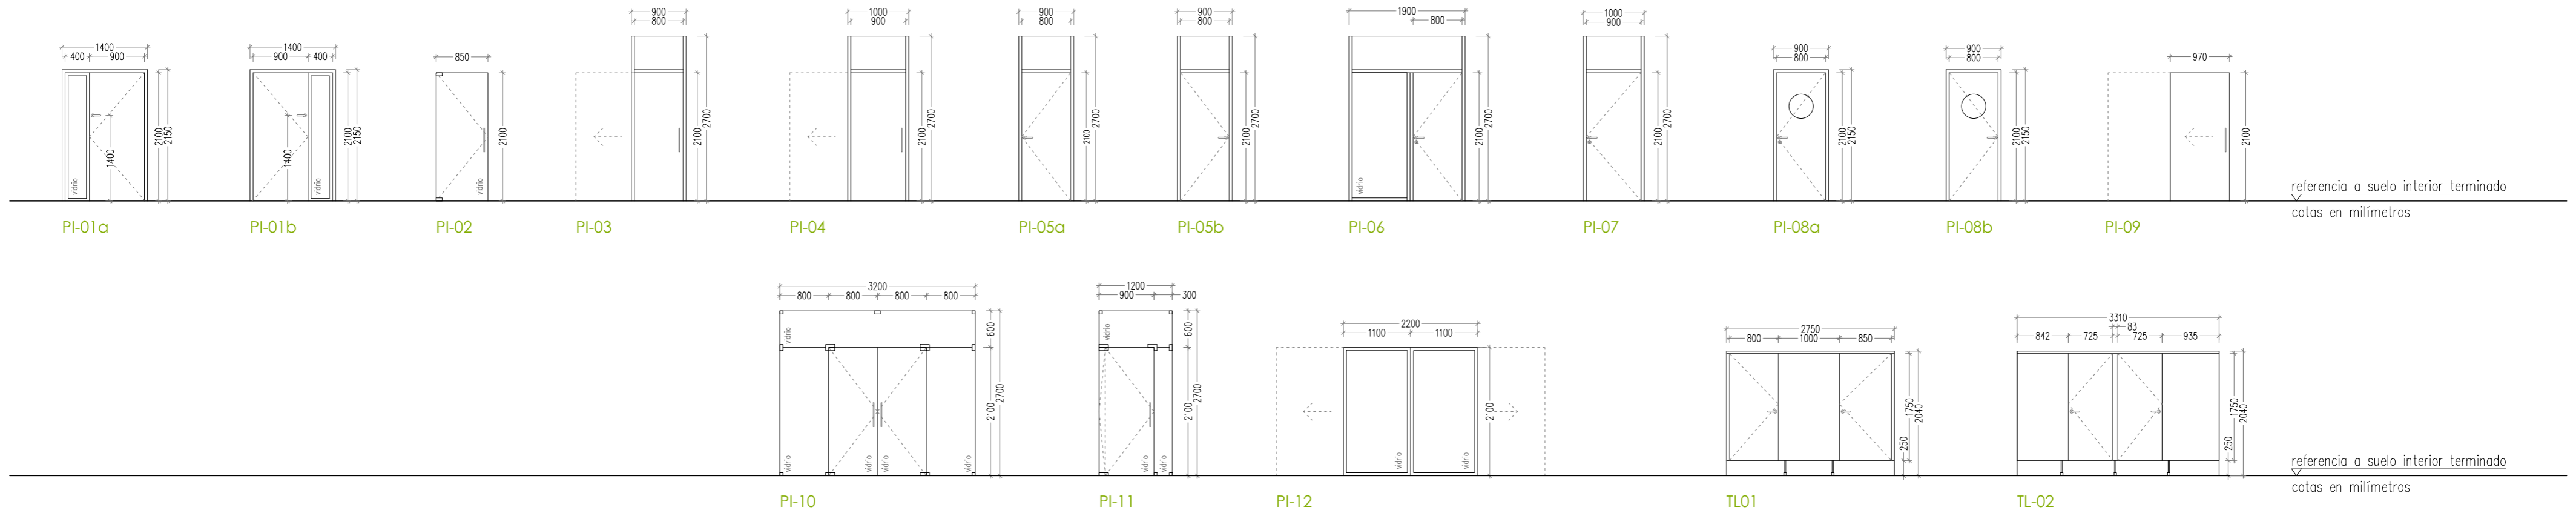 1400
400
900
vidrio
1400
2100
2150
PI-01a
1400
900
400
1400
vidrio
2100
2150
PI-01b
850
vidrio
2100
PI-02
900
800
2100
2700
PI-03
1000
900
2100
2700
PI-04
900
800
2100
2700
PI-05a
900
800
2100
2700
PI-05b
1900
800
vidrio
2100
2700
PI-06
1000
900
2100
2700
PI-07
900
800
2100
2150
PI-08a
900
800
2100
2150
PI-08b
970
2100
PI-09
referencia a suelo interior terminado
cotas en milímetros
3200
800
800
800
800
vidrio
vidrio
vidrio
vidrio
vidrio
600
2100
2700
PI-10
1200
900
300
vidrio
vidrio
vidrio
600
2100
2700
PI-11
2200
1100
1100
vidrio
vidrio
2100
PI-12
2750
800
1000
850
1750
2040
250
TL01
3310
83
842
725
725
935
1750
2040
250
TL-02
referencia a suelo interior terminado
cotas en milímetros